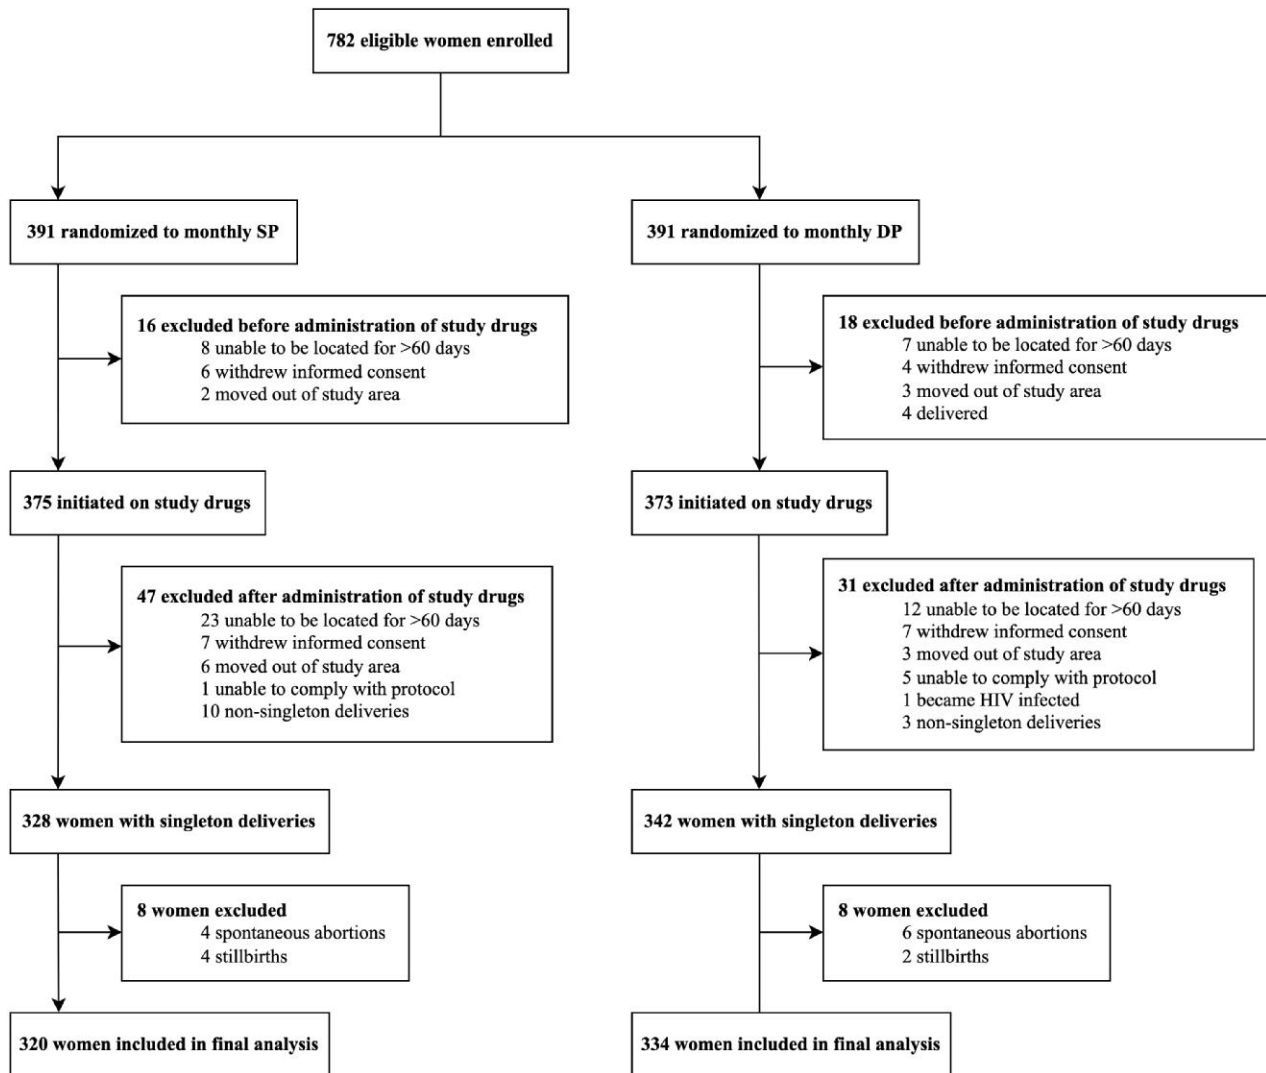 782 eligible women enrolled
391 randomized to monthly SP
391 randomized to monthly DP
16 excluded before administration of study drugs
8 unable to be located for >60 days
6 withdrew informed consent
2 moved out of study area
18 excluded before administration of study drugs
7 unable to be located for >60 days
4 withdrew informed consent
3 moved out of study area
4 delivered
375 initiated on study drugs
373 initiated on study drugs
47 excluded after administration of study drugs
23 unable to be located for >60 days
7 withdrew informed consent
6 moved out of study area
1 unable to comply with protocol
10 non-singleton deliveries
31 excluded after administration of study drugs
12 unable to be located for >60 days
7 withdrew informed consent
3 moved out of study area
5 unable to comply with protocol
1 became HIV infected
3 non-singleton deliveries
328 women with singleton deliveries
342 women with singleton deliveries
8 women excluded
4 spontaneous abortions
4 stillbirths
8 women excluded
6 spontaneous abortions
2 stillbirths
320 women included in final analysis
334 women included in final analysis